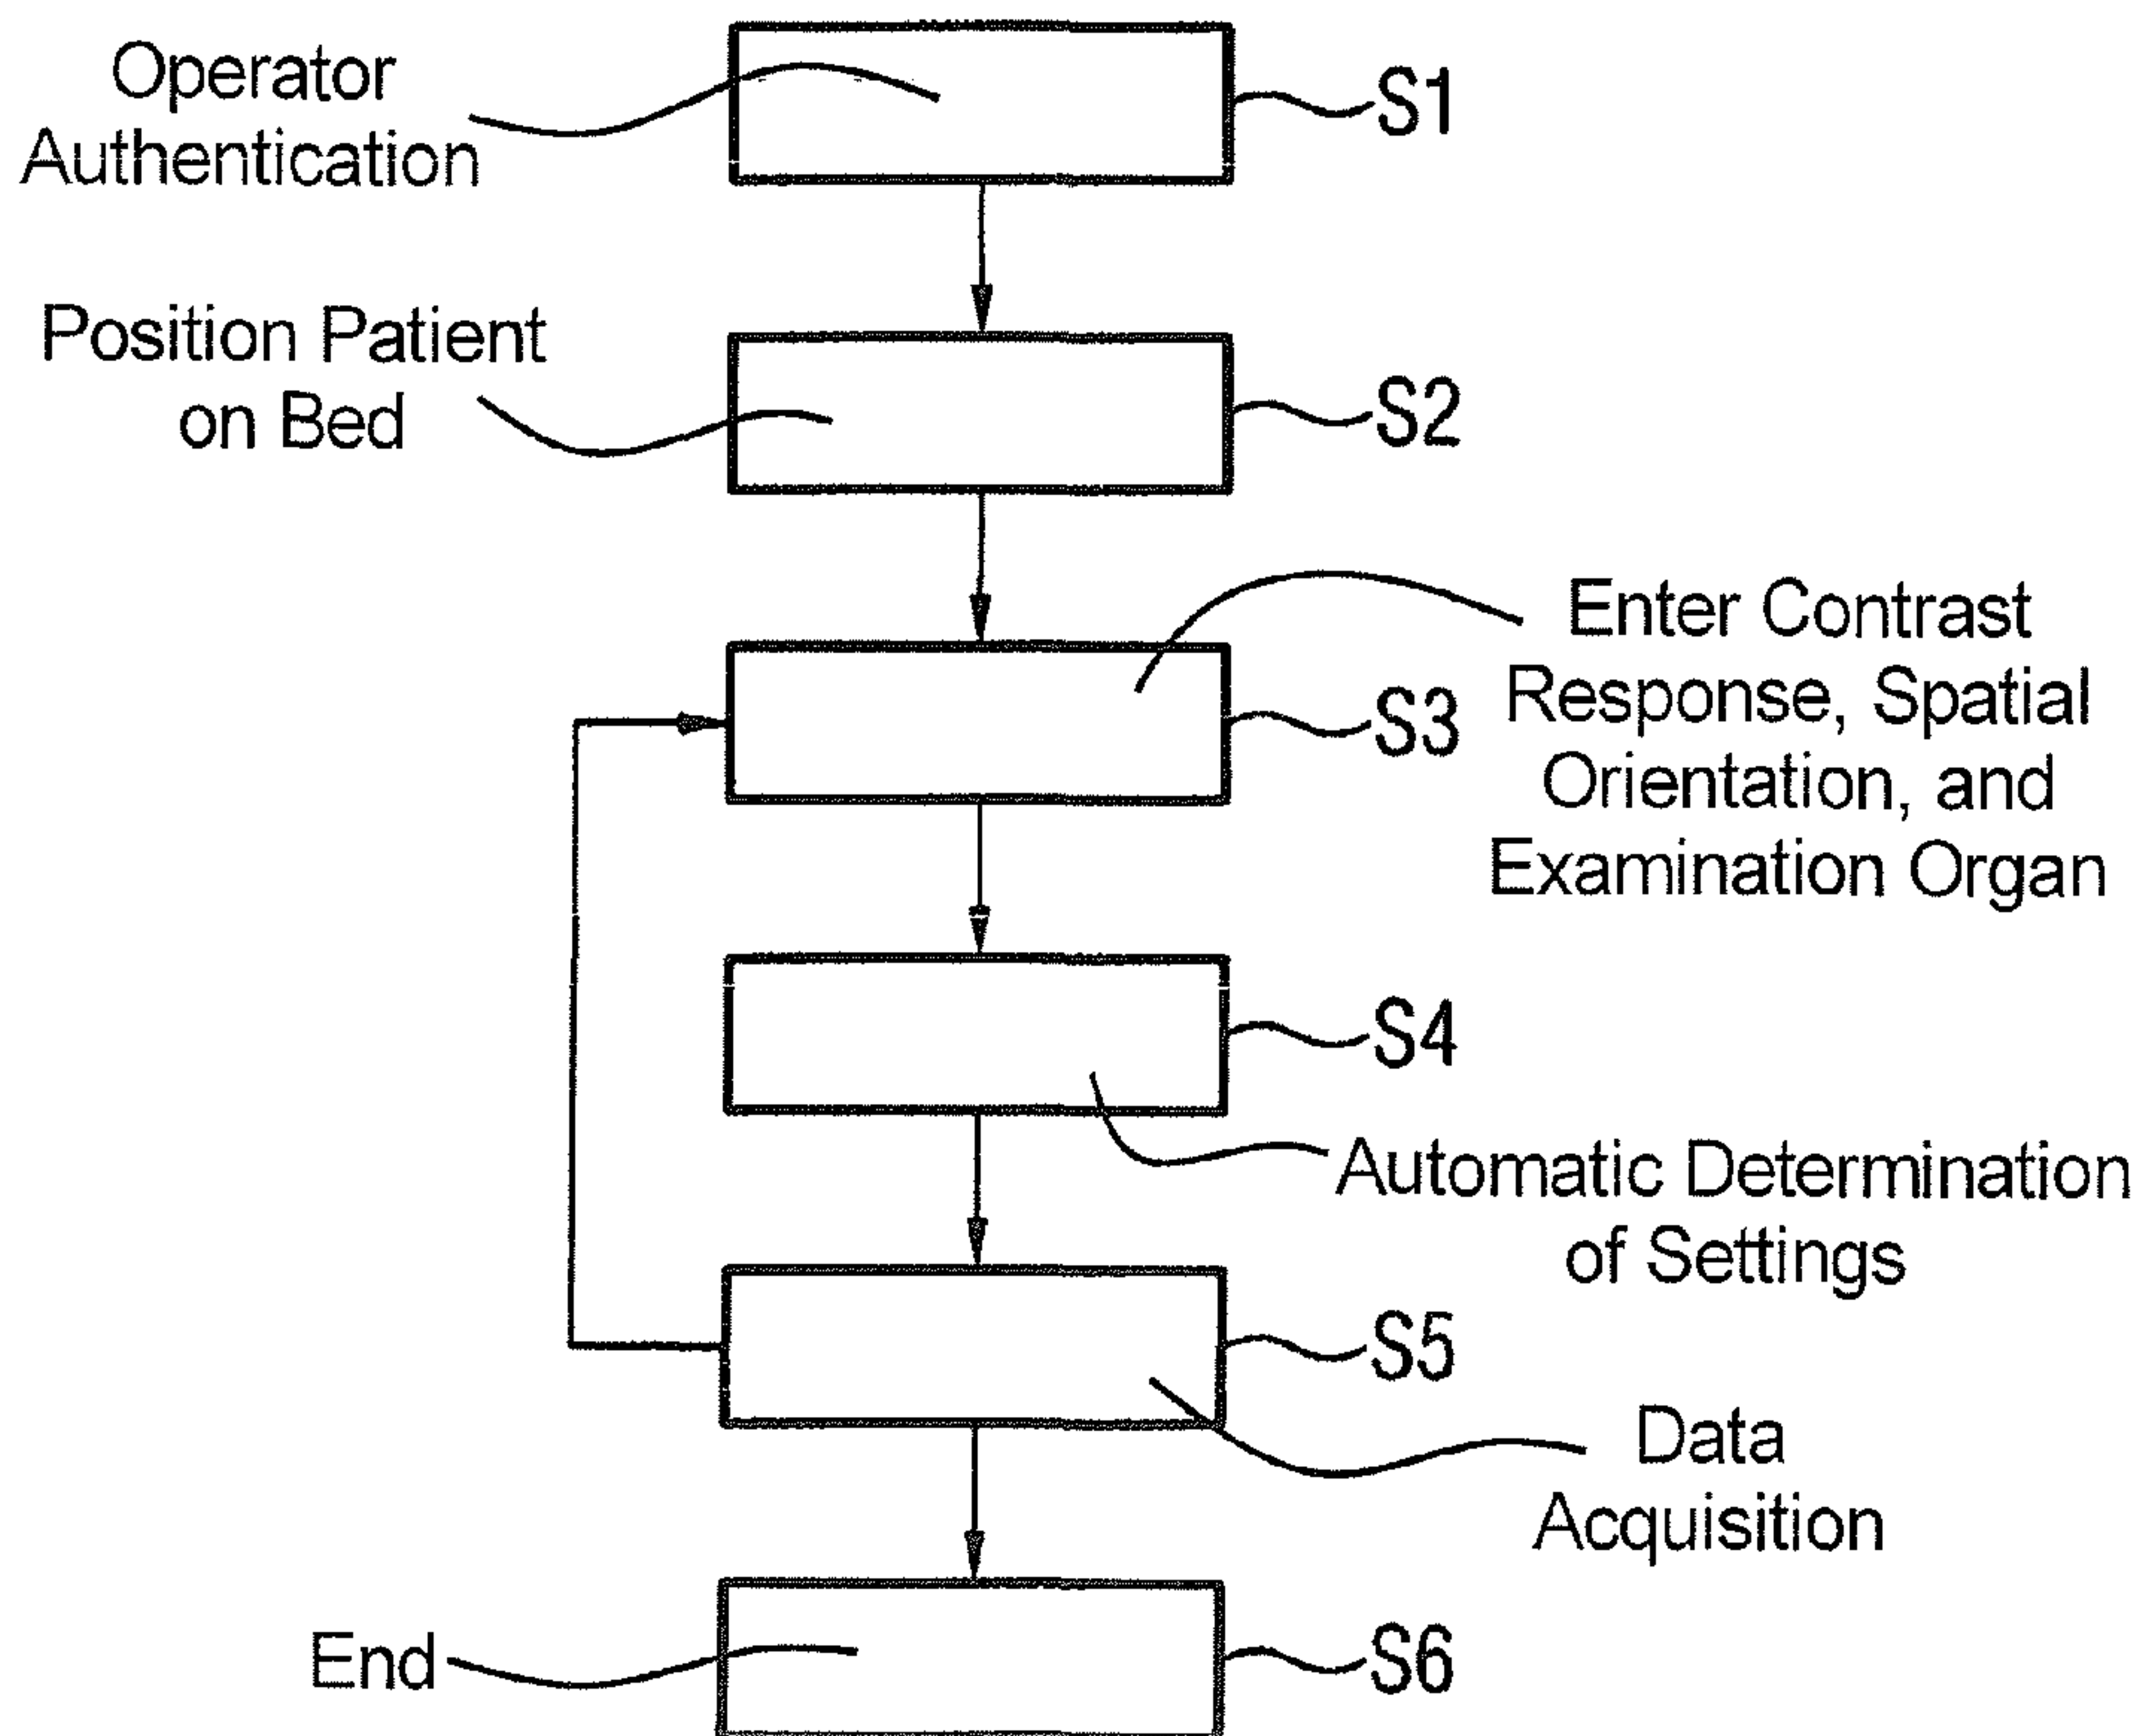 Operator
Authentication
S1
Position Patient
on Bed
S2
Enter Contrast
Response, Spatial
Orientation, and
Examination Organ
S3
S4
Automatic Determination
of Settings
S5
Data
Acquisition
End
S6